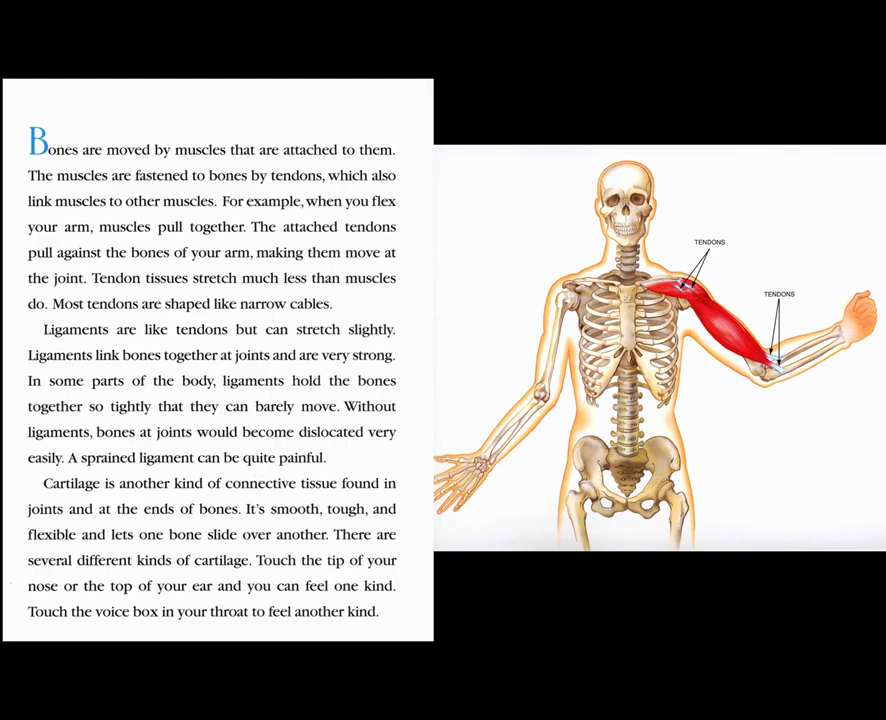 Bones are moved by muscles that are attached to them.
The muscles are fastened to bones by tendons, which also
link muscles to other muscles. For example, when you flex
your arm, muscles pull together. The attached tendons
pull against the bones of your arm, making them move at
the joint. Tendon tissues stretch much less than muscles
do. Most tendons are shaped like narrow cables.
Ligaments are like tendons but can stretch slightly.
Ligaments link bones together at joints and are very strong.
In some parts of the body, ligaments hold the bones
together so tightly that they can barely move. Without
ligaments, bones at joints would become dislocated very
easily. A sprained ligament can be quite painful.
Cartilage is another kind of connective tissue found in
joints and at the ends of bones. It's smooth, tough, and
flexible and lets one bone slide over another. There are
several different kinds of cartilage. Touch the tip of your
nose or the top of your ear and you can feel one kind.
Touch the voice box in your throat to feel another kind.
TENDONS
TENDONS